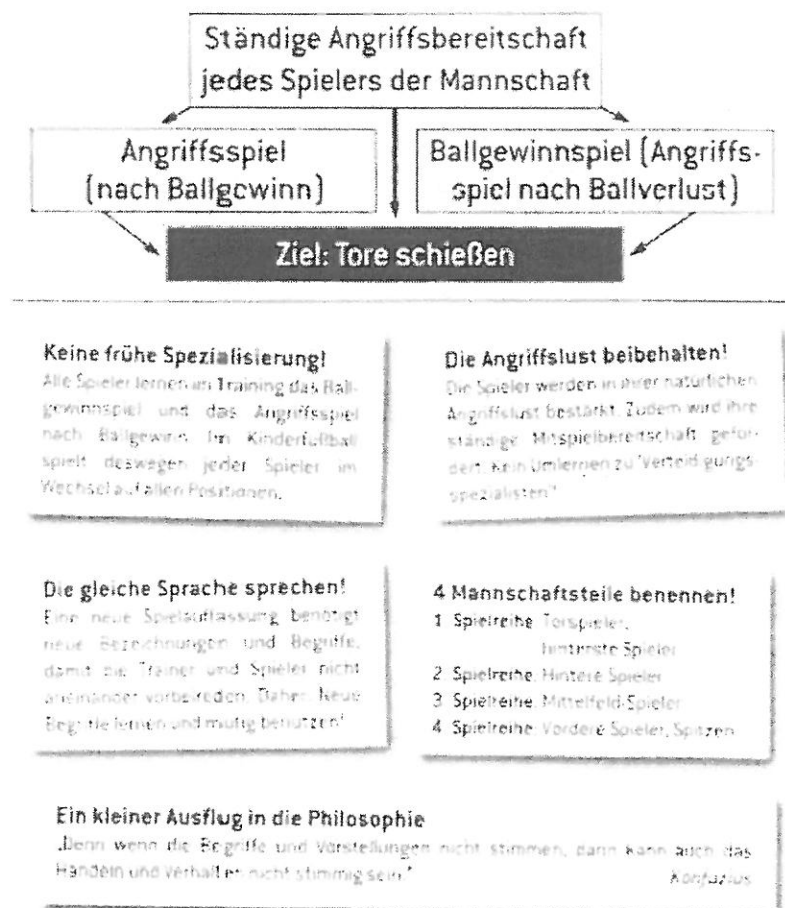 Ständige Angriffsbereitschaft
jedes Spielers der Mannschaft
Angriffsspiel
(nach Ballgewinn)
Ballgewinnspiel (Angriffs-
spiel nach Ballverlust)
Ziel: Tore schießen
Keine frühe Spezialisierung!
Alle Spieler lernen im Training das Ball-
gewinnspiel und das Angriffsspiel
nach Ballgewinn. Im Kinderfußball
spielt deswegen jeder Spieler im
Wechsel auf allen Positionen.
Die Angriffslust beibehalten!
Die Spieler werden in ihrer natürlichen
Angriffslust bestärkt. Zudem wird ihre
ständige Mitspielbereitschaft gefor-
dert. Kein Umlernen zu "Verteidigungs-
spezialisten"
Die gleiche Sprache sprechen!
Eine neue Spielauffassung benötigt
neue Bezeichnungen und Begriffe,
damit die Trainer und Spieler nicht
aneinander vorbeireden. Daher: Neue
Begriffe lernen und mutig benutzen!
4 Mannschaftsteile benennen!
1 Spielreihe: Torspieler,
hinterste Spieler
2 Spielreihe: Hintere Spieler
3 Spielreihe: Mittelfeld-Spieler
4 Spielreihe: Vordere Spieler, Spitzen
Ein kleiner Ausflug in die Philosophie
„Denn wenn die Begriffe und Vorstellungen nicht stimmen, dann kann auch das
Handeln und Verhalten nicht stimmig sein."
Konfuzius